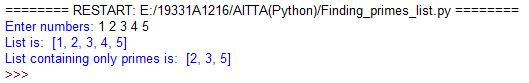 ======== RESTART: E:/19331A1216/AITTA(Python)/Finding_primes_list.py ========
Enter numbers: 1 2 3 4 5
List is:  [1, 2, 3, 4, 5]
List containing only primes is:  [2, 3, 5]
>>>